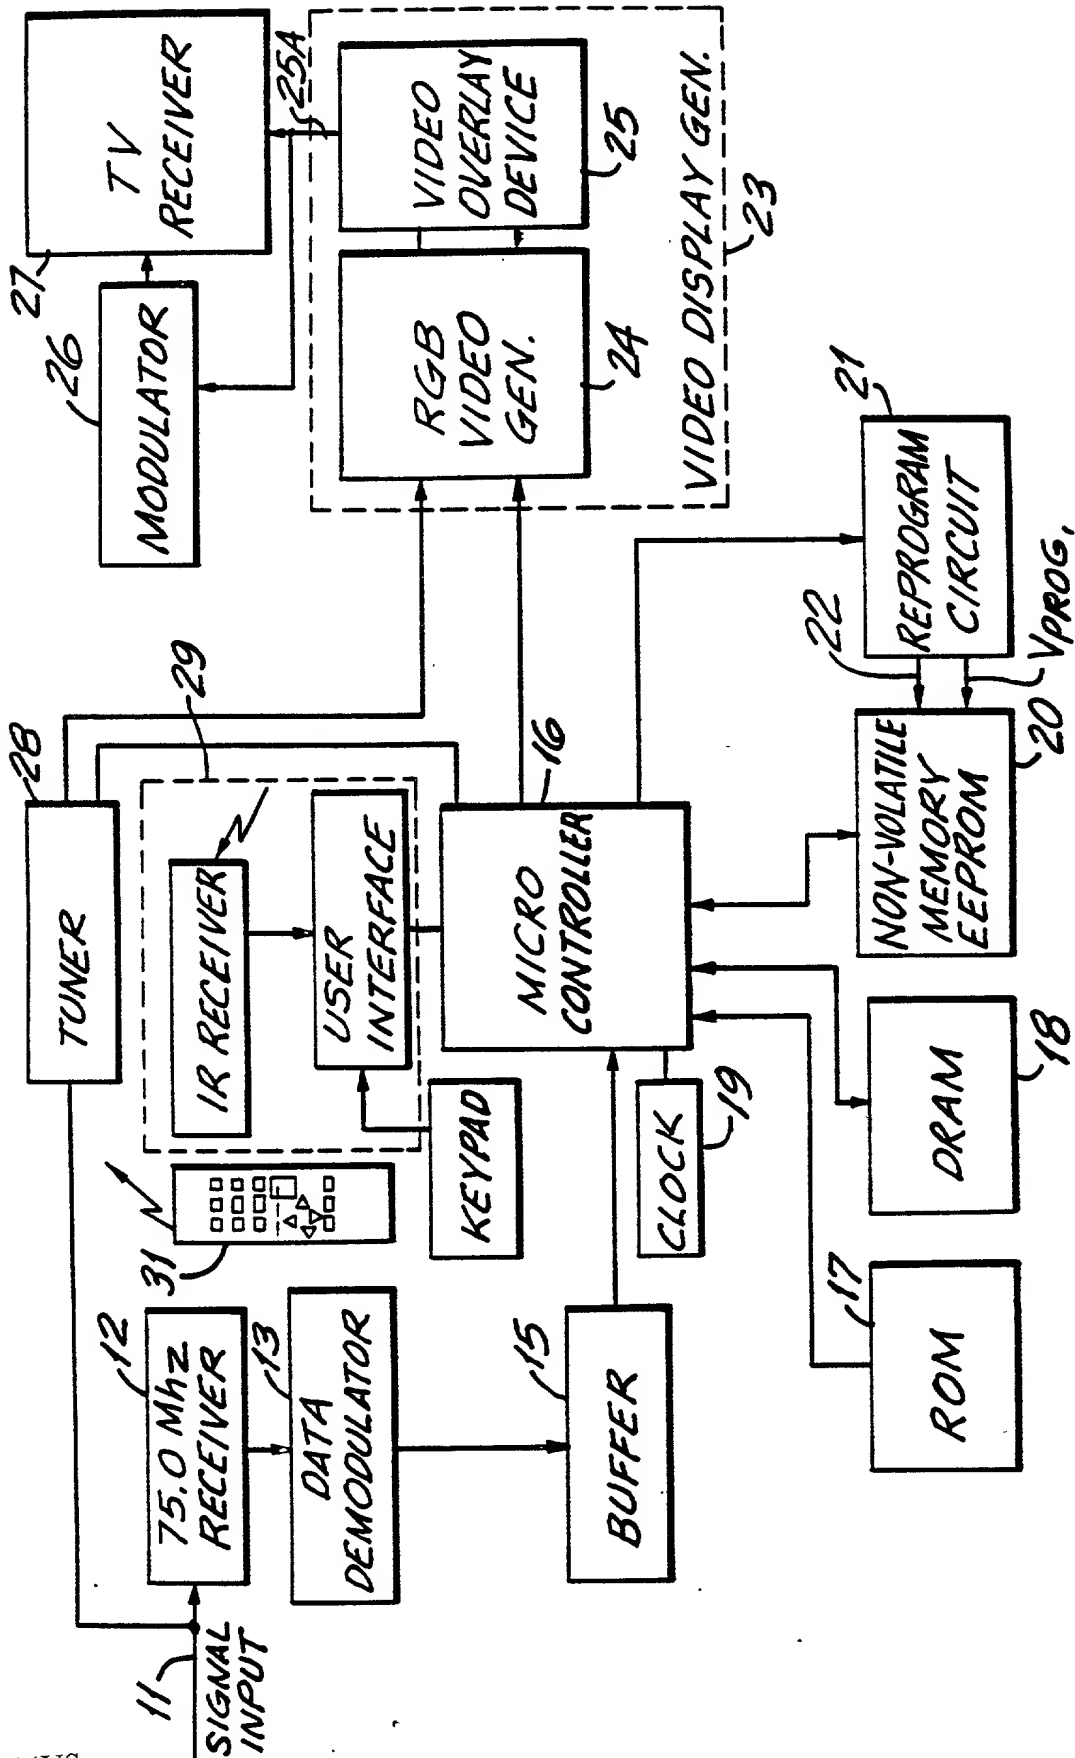 11
SIGNAL
INPUT
12
75.0 Mhz
RECEIVER
13
DATA
DEMODULATOR
15
BUFFER
31
28
TUNER
29
IR RECEIVER
USER
INTERFACE
KEYPAD
CLOCK
19
16
MICRO
CONTROLLER
17
ROM
DRAM
18
NON-VOLATILE
MEMORY
EEPROM
20
22
VPROG.
21
REPROGRAM
CIRCUIT
26
MODULATOR
27
TV
RECEIVER
25A
RGB
VIDEO
GEN.
24
VIDEO
OVERLAY
DEVICE
25
VIDEO DISPLAY GEN.
23